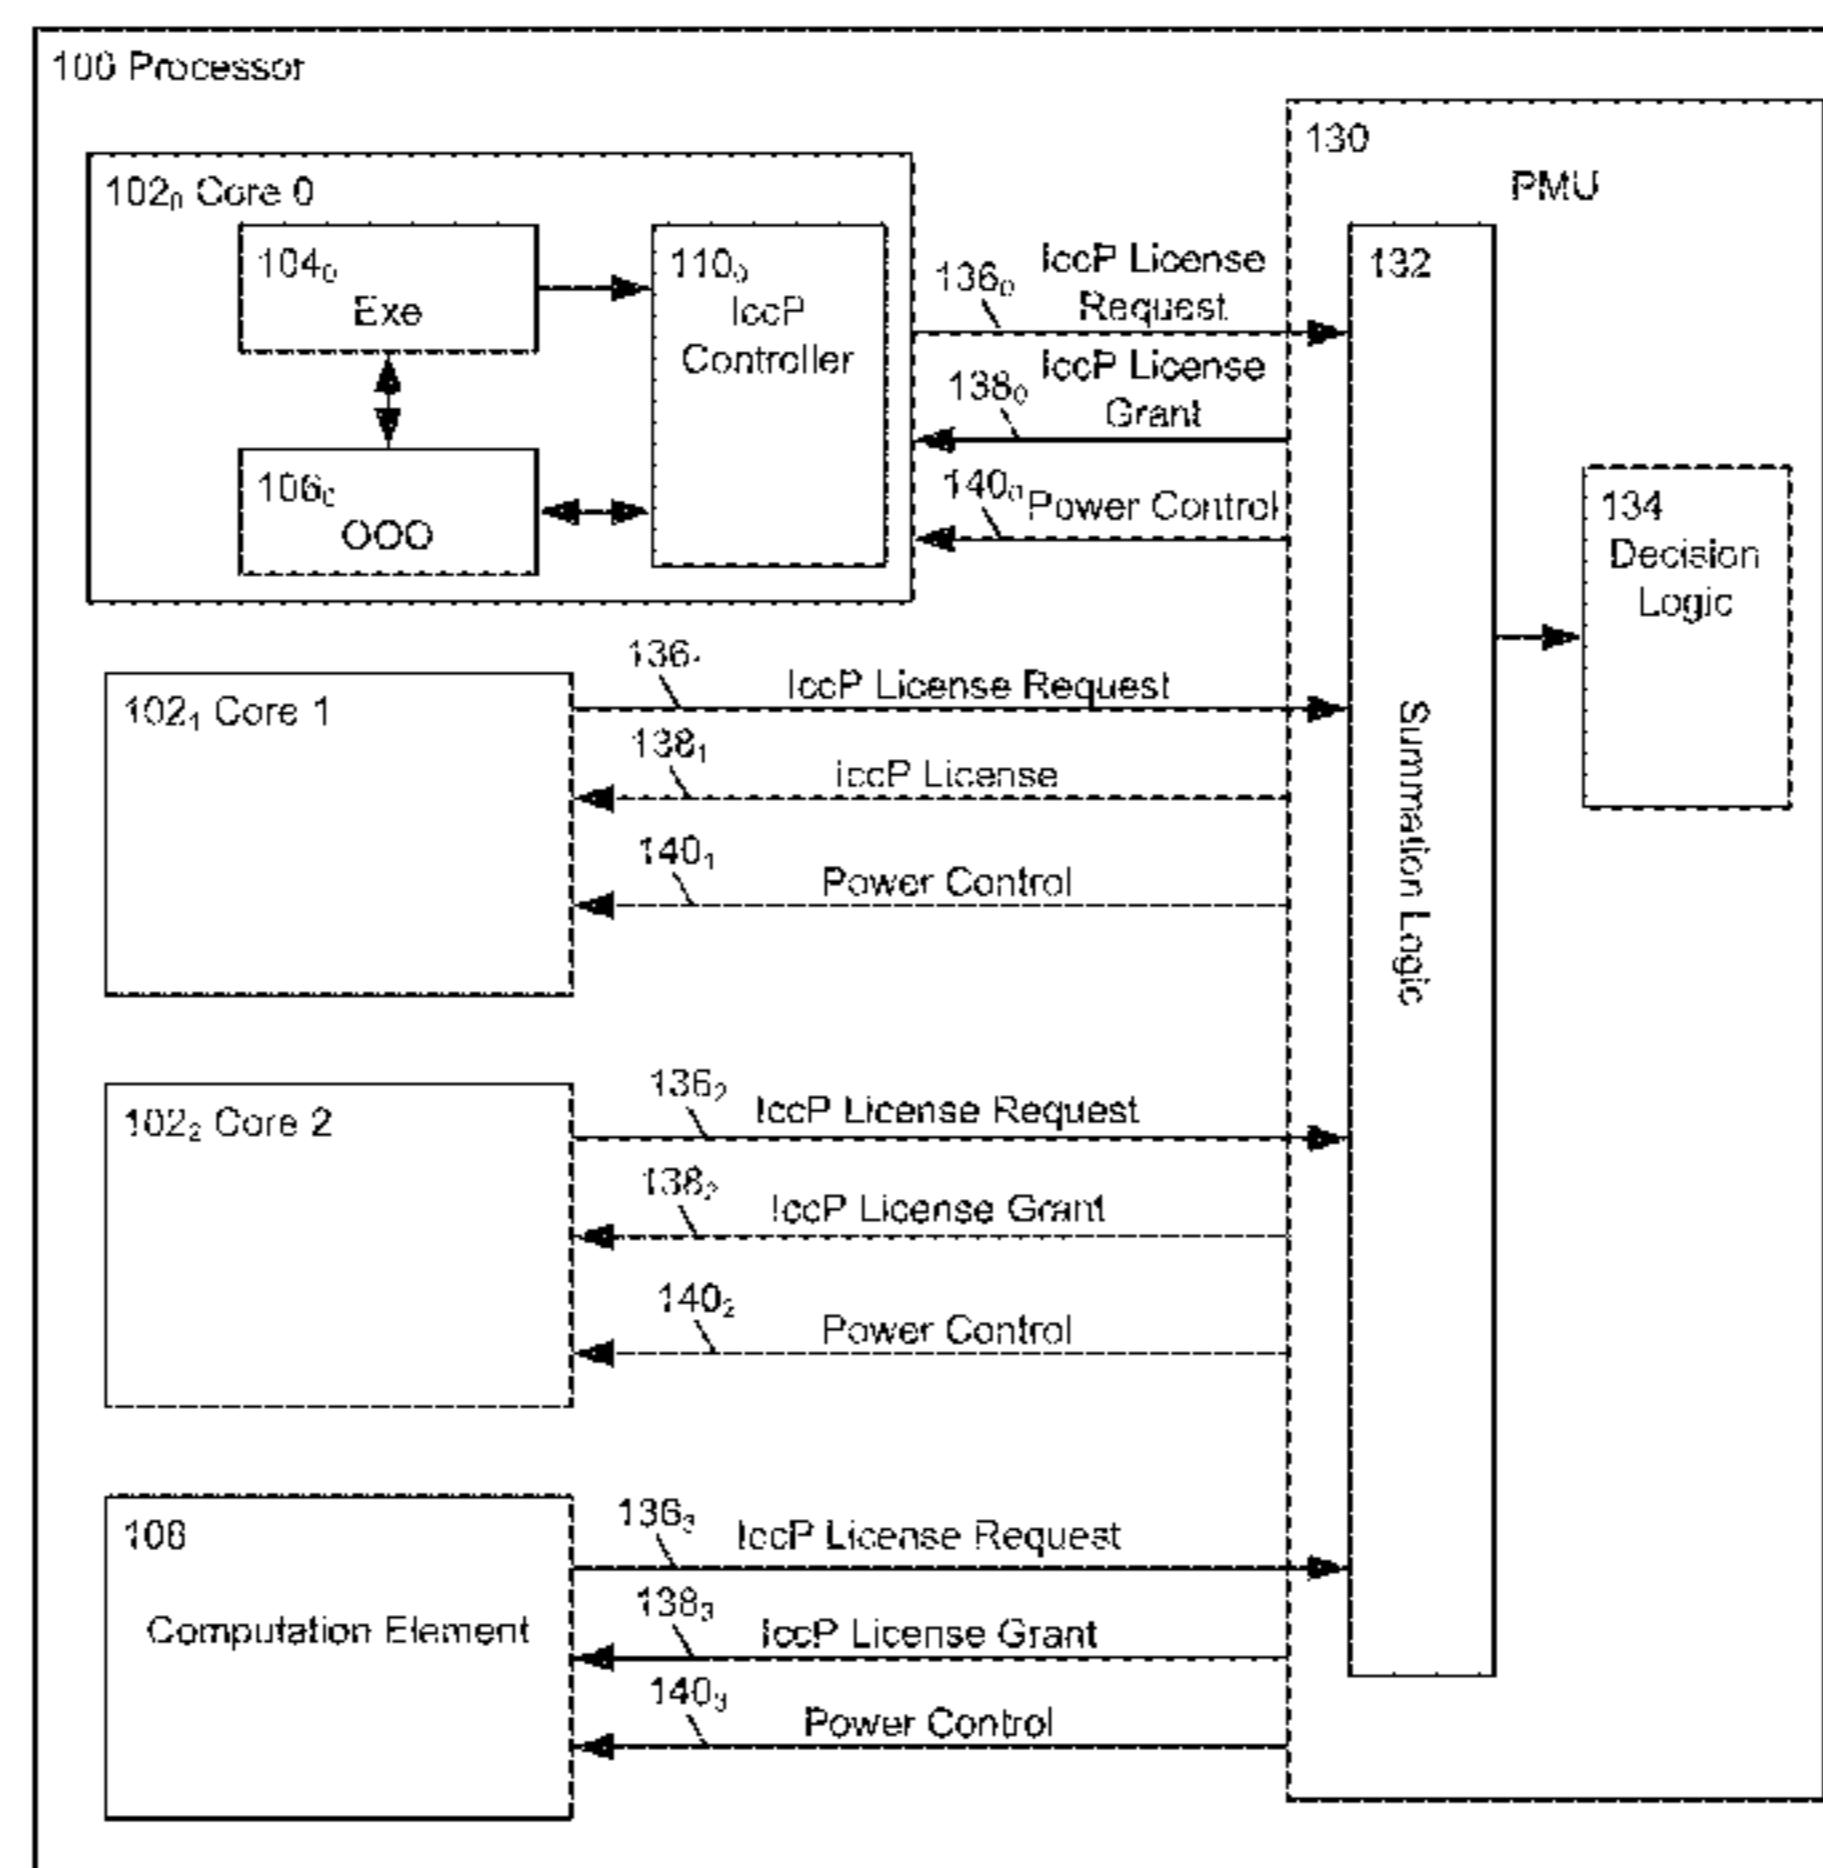 100 Processor
130
PMU
102₀ Core 0
104₀
Exe
110₀
IccP
Controller
106₀
OOO
136₀
IccP License
Request
138₀
IccP License
Grant
140₀
Power Control
132
Summation Logic
134
Decision
Logic
102₁ Core 1
136₁
IccP License Request
138₁
IccP License
140₁
Power Control
102₂ Core 2
136₂
IccP License Request
138₂
IccP License Grant
140₂
Power Control
108
Computation Element
136₃
IccP License Request
138₃
IccP License Grant
140₃
Power Control